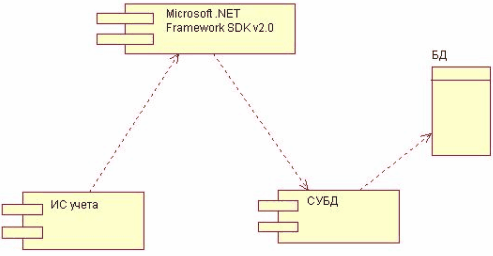 Microsoft .NET
Framework SDK v2.0
БД
ИС учета
СУБД